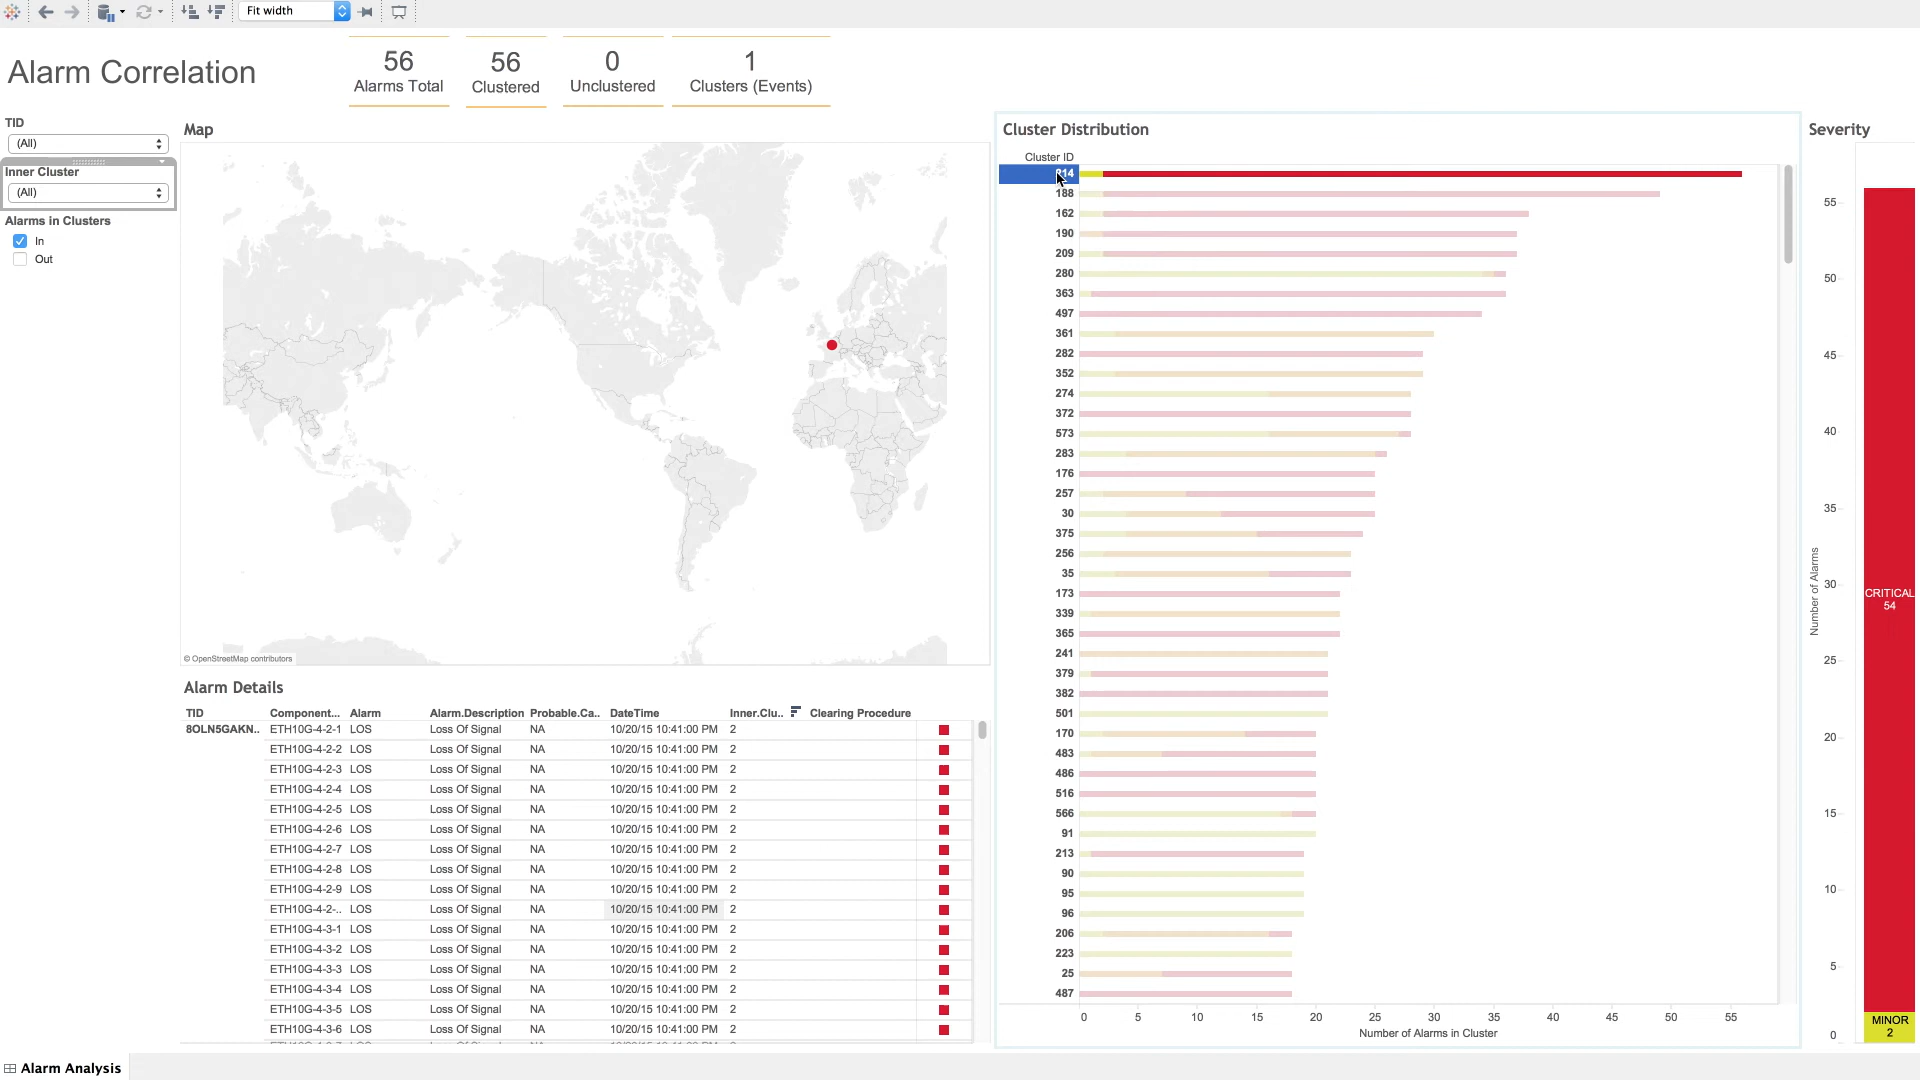 Fit width
Alarm Correlation
56
Alarms Total
56
Clustered
0
Unclustered
1
Clusters (Events)
TID
(All)
Inner Cluster
(All)
Alarms in Clusters
In
Out
Map
© OpenStreetMap contributors
Alarm Details
TID Component... Alarm Alarm.Description Probable.Ca.. DateTime Inner.Clu.. Clearing Procedure
8OLN5GAKN.. ETH10G-4-2-1 LOS Loss Of Signal NA 10/20/15 10:41:00 PM 2
ETH10G-4-2-2 LOS Loss Of Signal NA 10/20/15 10:41:00 PM 2
ETH10G-4-2-3 LOS Loss Of Signal NA 10/20/15 10:41:00 PM 2
ETH10G-4-2-4 LOS Loss Of Signal NA 10/20/15 10:41:00 PM 2
ETH10G-4-2-5 LOS Loss Of Signal NA 10/20/15 10:41:00 PM 2
ETH10G-4-2-6 LOS Loss Of Signal NA 10/20/15 10:41:00 PM 2
ETH10G-4-2-7 LOS Loss Of Signal NA 10/20/15 10:41:00 PM 2
ETH10G-4-2-8 LOS Loss Of Signal NA 10/20/15 10:41:00 PM 2
ETH10G-4-2-9 LOS Loss Of Signal NA 10/20/15 10:41:00 PM 2
ETH10G-4-2-.. LOS Loss Of Signal NA 10/20/15 10:41:00 PM 2
ETH10G-4-3-1 LOS Loss Of Signal NA 10/20/15 10:41:00 PM 2
ETH10G-4-3-2 LOS Loss Of Signal NA 10/20/15 10:41:00 PM 2
ETH10G-4-3-3 LOS Loss Of Signal NA 10/20/15 10:41:00 PM 2
ETH10G-4-3-4 LOS Loss Of Signal NA 10/20/15 10:41:00 PM 2
ETH10G-4-3-5 LOS Loss Of Signal NA 10/20/15 10:41:00 PM 2
ETH10G-4-3-6 LOS Loss Of Signal NA 10/20/15 10:41:00 PM 2
Cluster Distribution
Cluster ID
188
162
190
209
280
363
497
361
282
352
274
372
573
283
176
257
30
375
256
35
173
339
365
241
379
382
501
170
483
486
516
566
91
213
90
95
96
206
223
25
487
0 5 10 15 20 25 30 35 40 45 50 55
Number of Alarms in Cluster
Severity
55
50
45
40
35
30
25
20
15
10
5
0
Number of Alarms
CRITICAL
54
MINOR
2
Alarm Analysis